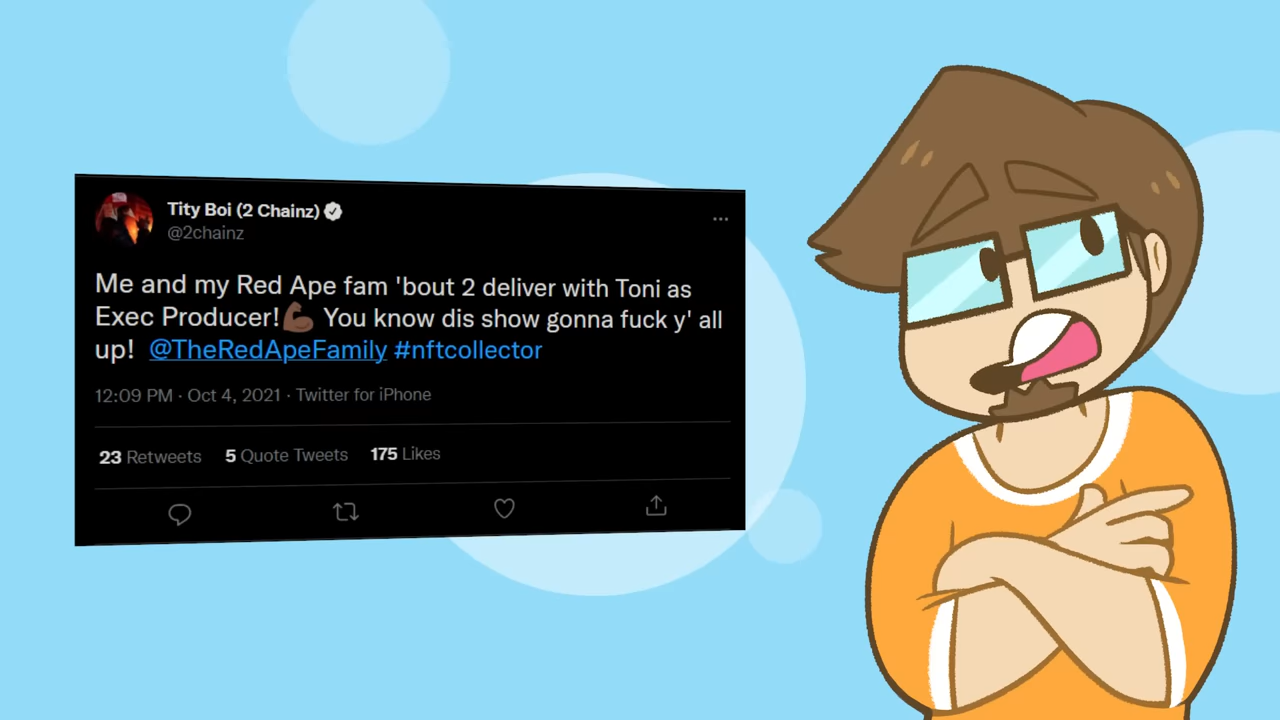 Tity Boi (2 Chainz)
@2chainz
Me and my Red Ape fam 'bout 2 deliver with Toni as
Exec Producer!💪🏾 You know dis show gonna fuck y' all
up! @TheRedApeFamily #nftcollector
12:09 PM · Oct 4, 2021 · Twitter for iPhone
23 Retweets 5 Quote Tweets 175 Likes